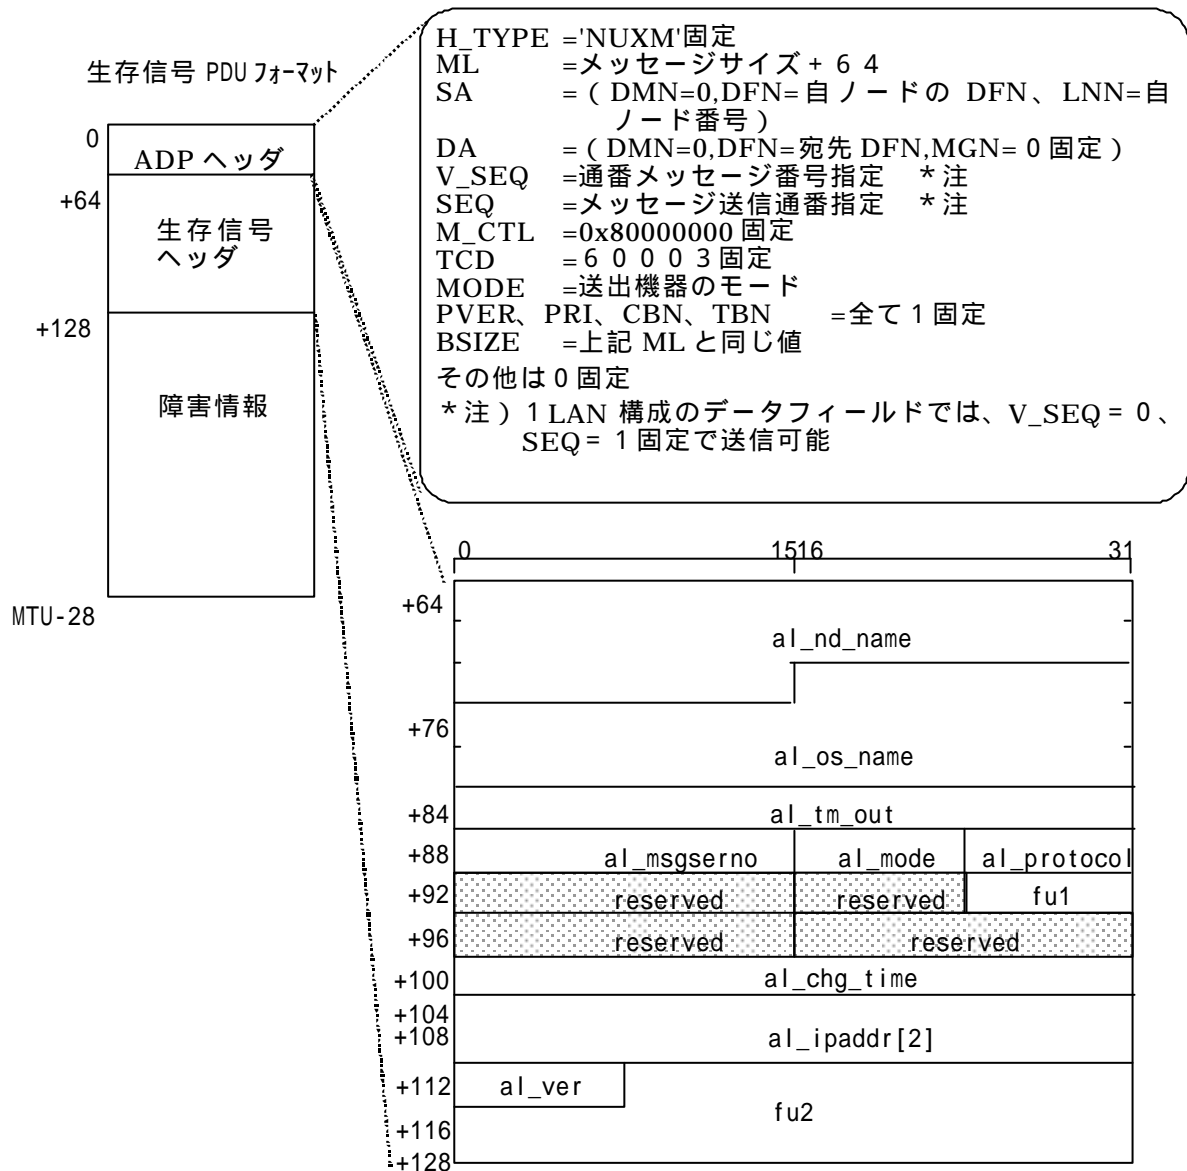 生存信号 PDU フォーマット
0
ADP ヘッダ
+64
生存信号
ヘッダ
+128
障害情報
MTU-28
H_TYPE ='NUXM'固定
ML =メッセージサイズ+６４
SA =（DMN=0,DFN=自ノードの DFN、LNN=自
ノード番号）
DA =（DMN=0,DFN=宛先 DFN,MGN=０固定）
V_SEQ =通番メッセージ番号指定 *注
SEQ =メッセージ送信通番指定 *注
M_CTL =0x80000000 固定
TCD =６０００３固定
MODE =送出機器のモード
PVER、PRI、CBN、TBN =全て１固定
BSIZE =上記 ML と同じ値
その他は０固定
*注）１LAN 構成のデータフィールドでは、V_SEQ=０、
SEQ=１固定で送信可能
0 1516 31
+64
al_nd_name
+76
al_os_name
+84 al_tm_out
+88 al_msgserno al_mode al_protocol
+92 reserved reserved fu1
+96 reserved reserved
+100 al_chg_time
+104
+108 al_ipaddr[2]
+112 al_ver
fu2
+116
+128